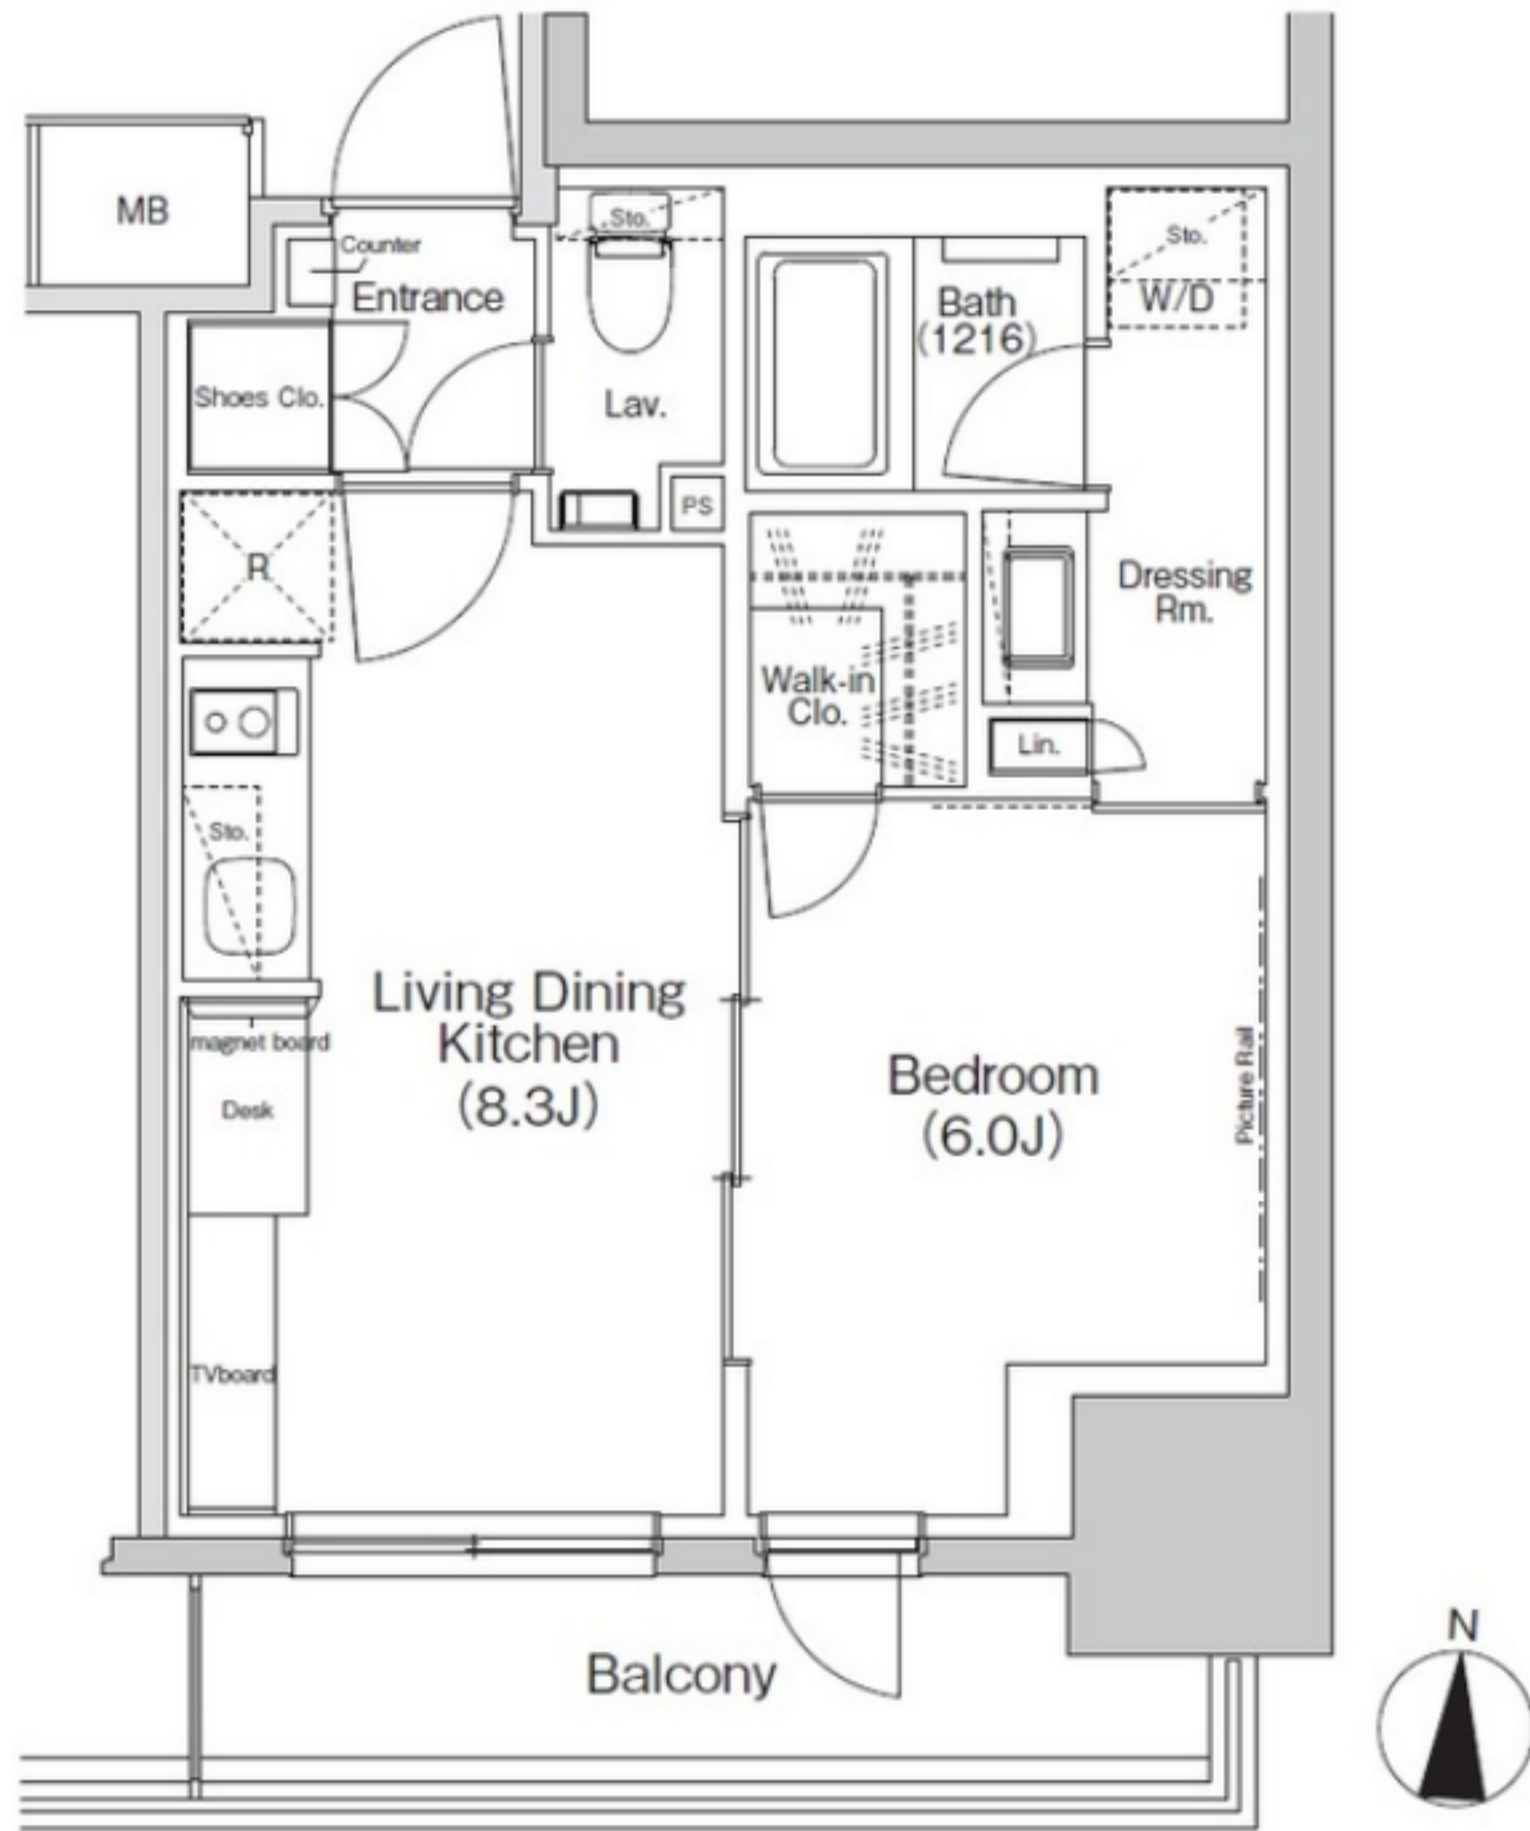 MB
Counter
Entrance
Sto.
Shoes Clo.
Lav.
PS
Bath
(1216)
Sto.
W/D
R
Dressing
Rm.
Walk-in
Clo.
Lin.
Sto.
Living Dining
Kitchen
(8.3J)
magnet board
Desk
Bedroom
(6.0J)
Picture Rail
TVboard
Balcony
N